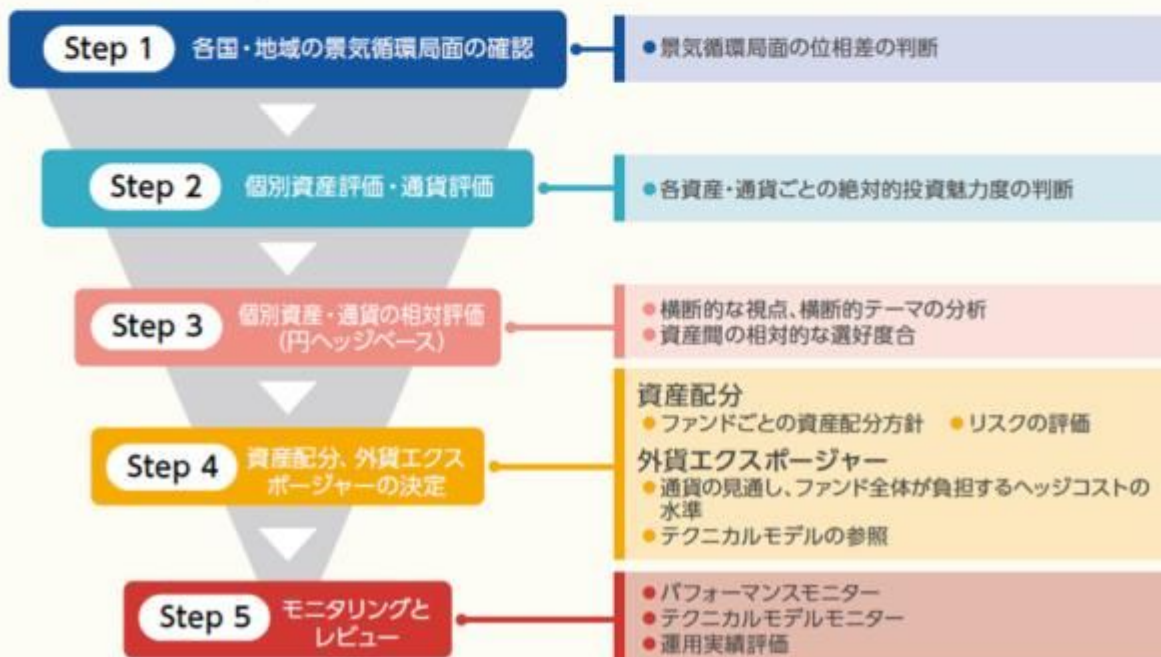 Step 1
各国・地域の景気循環局面の確認
●景気循環局面の位相差の判断
Step 2
個別資産評価・通貨評価
●各資産・通貨ごとの絶対的投資魅力度の判断
Step 3
個別資産・通貨の相対評価
(円ヘッジベース)
●横断的な視点、横断的テーマの分析
●資産間の相対的な選好度合
Step 4
資産配分、外貨エクス
ポージャーの決定
資産配分
●ファンドごとの資産配分方針 ●リスクの評価
外貨エクスポージャー
●通貨の見通し、ファンド全体が負担するヘッジコストの
水準
●テクニカルモデルの参照
Step 5
モニタリングと
レビュー
●パフォーマンスモニター
●テクニカルモデルモニター
●運用実績評価